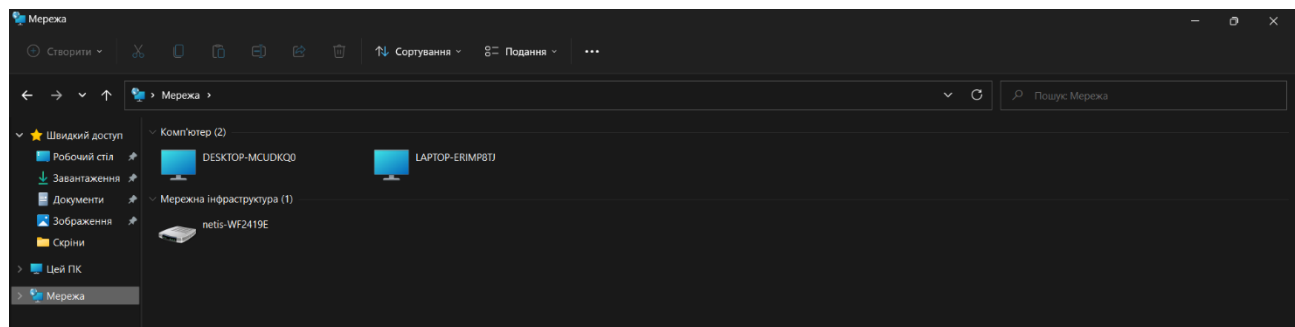 Мережа
Створити
Сортування
Подання
Мережа
Пошук: Мережа
Швидкий доступ
Робочий стіл
Завантаження
Документи
Зображення
Скріни
Цей ПК
Мережа
Комп'ютер (2)
DESKTOP-MCUDKQ0
LAPTOP-ERIMP8TJ
Мережна інфраструктура (1)
netis-WF2419E